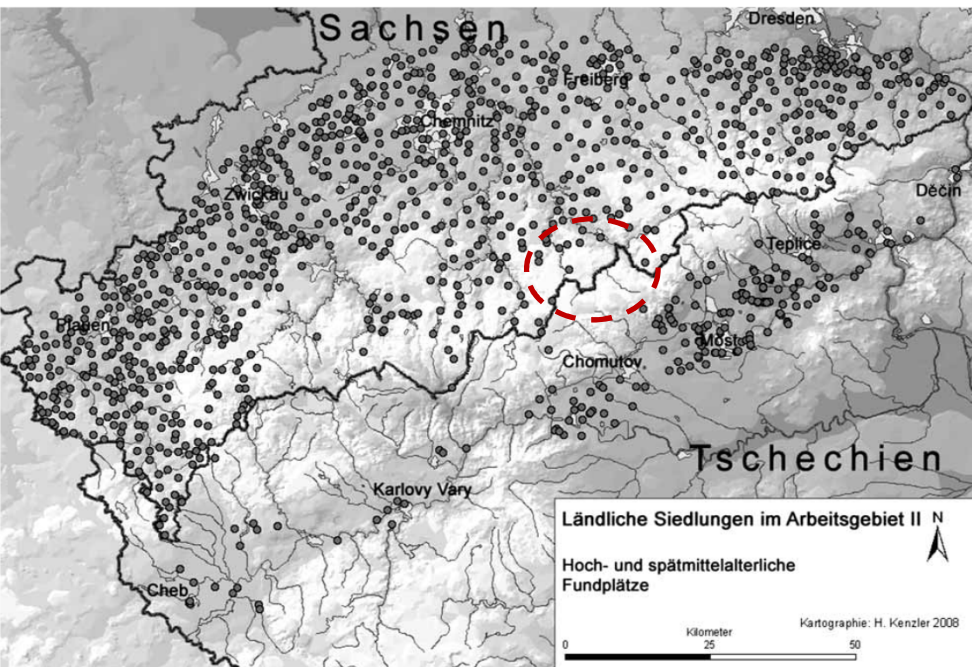 Sachsen
Dresden
Freiberg
Chemnitz
Zwickau
Děčín
Teplice
Plauen
Most
Chomutov
Tschechien
Karlovy Vary
Cheb
Ländliche Siedlungen im Arbeitsgebiet II
N
Hoch- und spätmittelalterliche
Fundplätze
Kartographie: H. Kenzler 2008
Kilometer
0 25 50